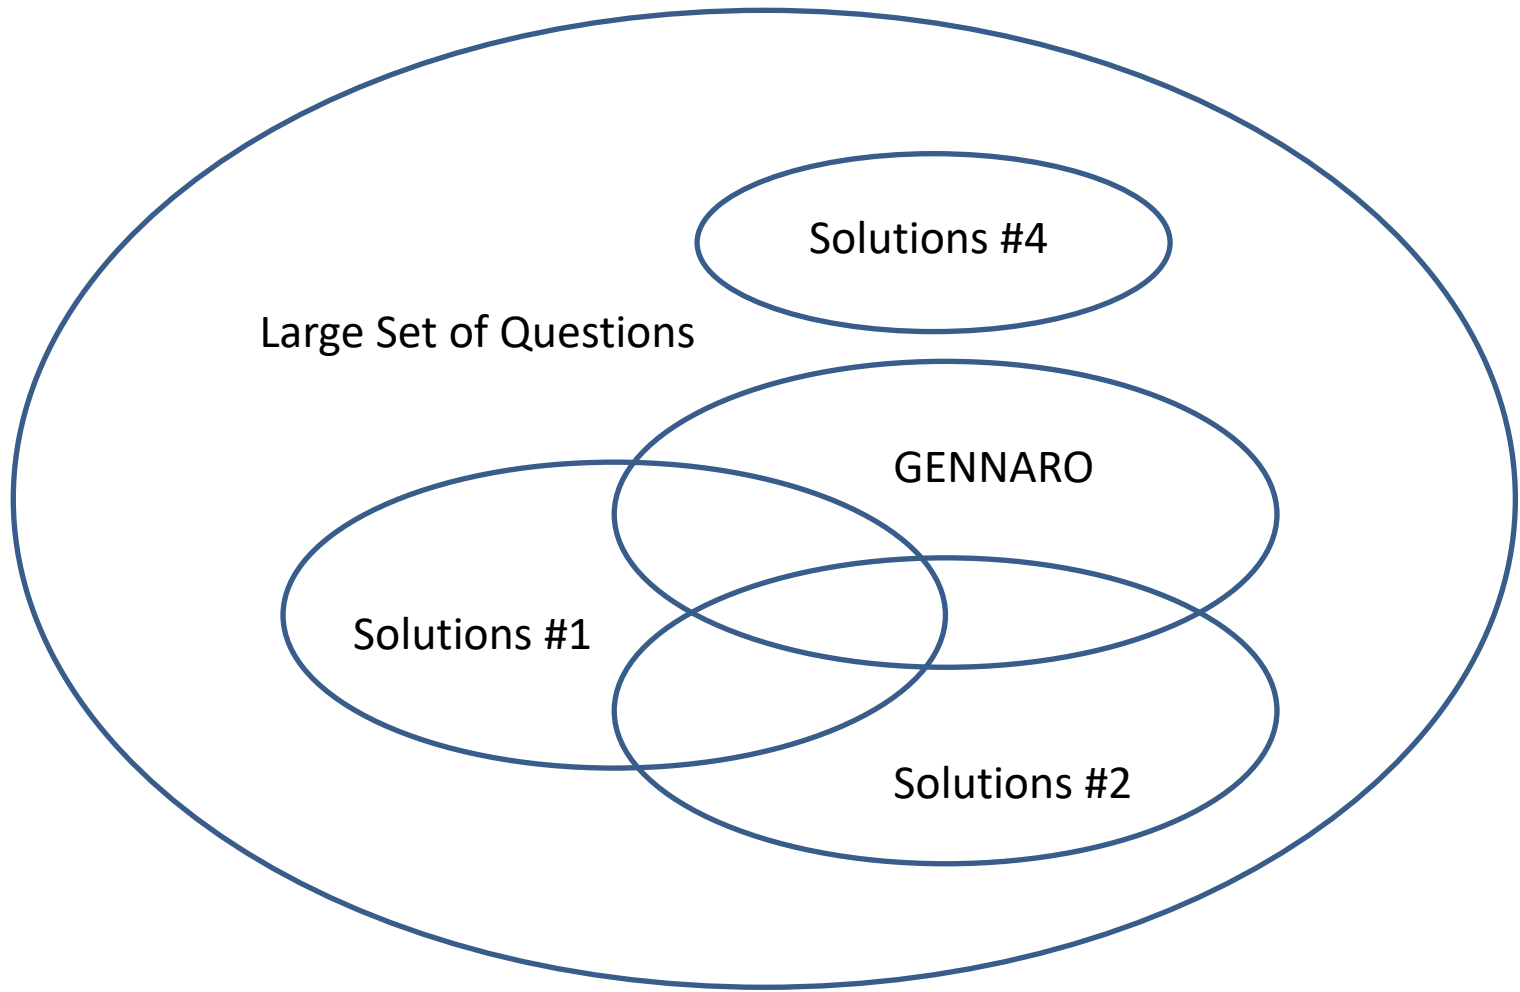 Solutions #4
Large Set of Questions
GENNARO
Solutions #1
Solutions #2